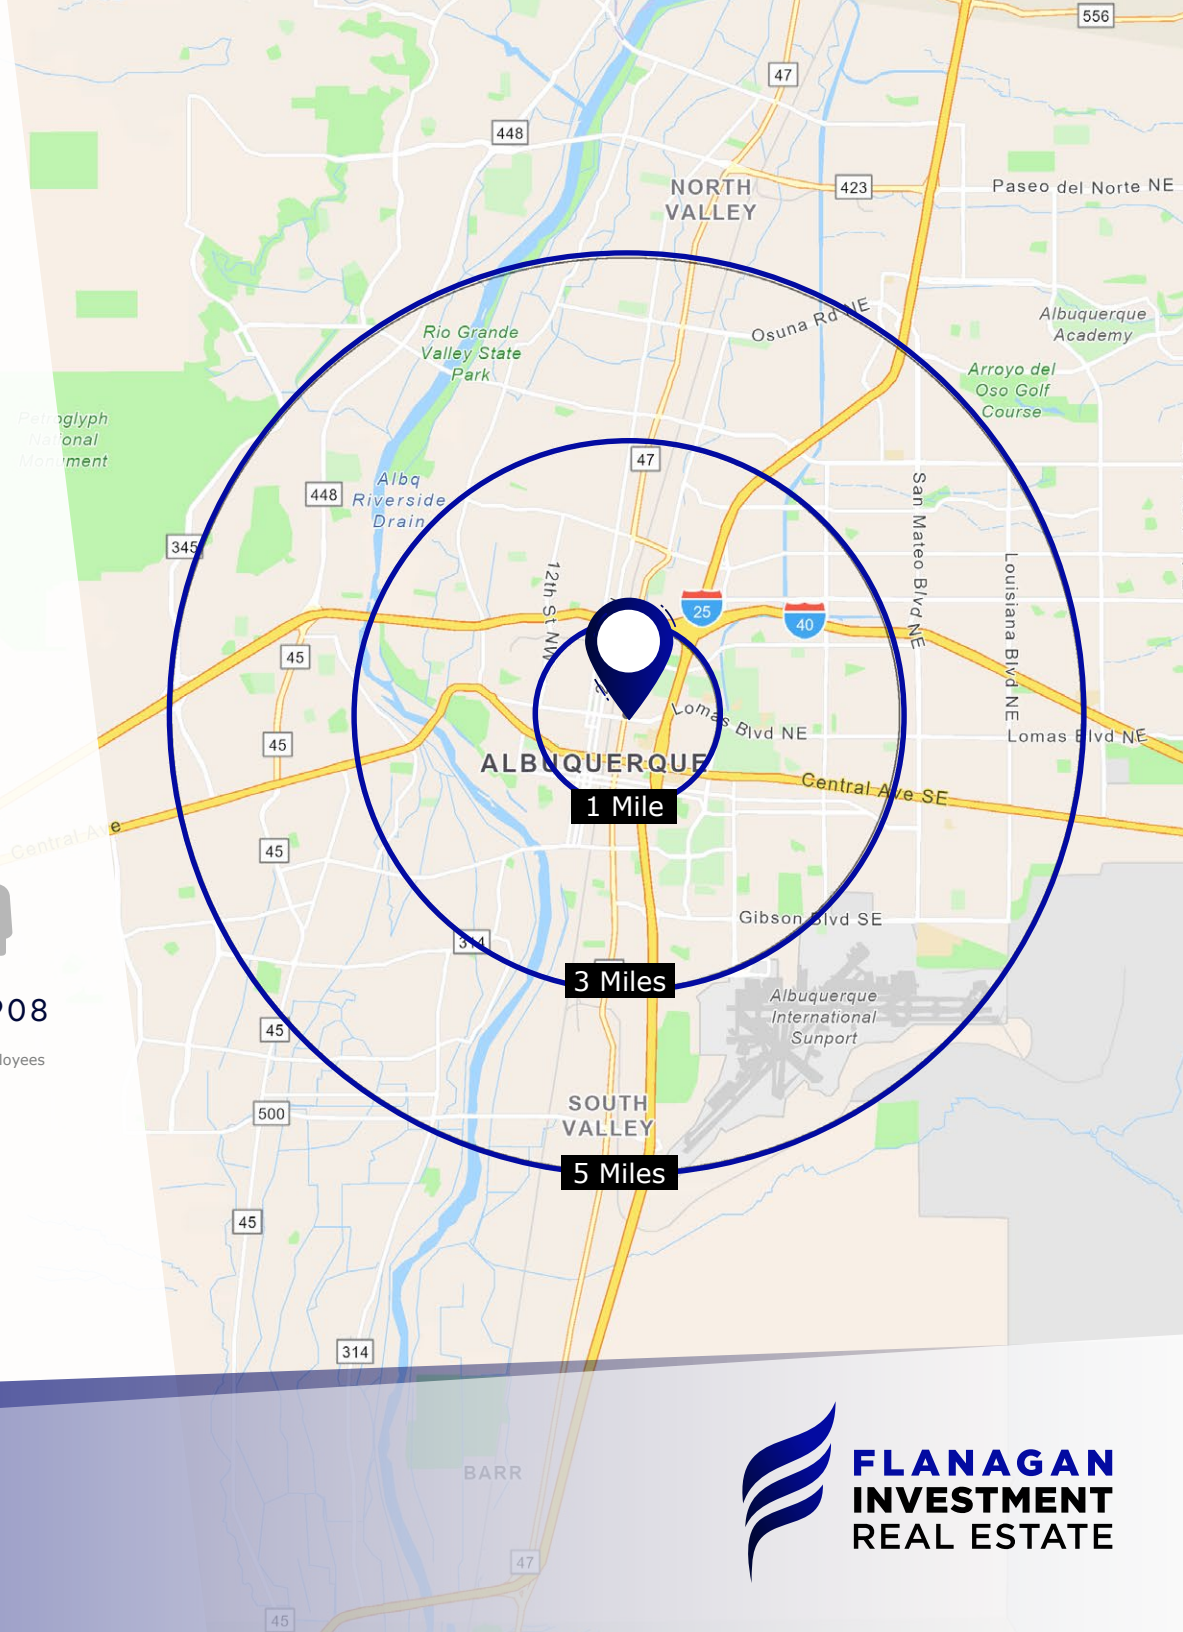 556
47
448
423
Paseo del Norte NE
NORTH
VALLEY
Osuna Rd NE
Albuquerque
Academy
Rio Grande
Valley State
Park
Arroyo del
Oso Golf
Course
Petroglyph
National
Monument
47
448
Albq
Riverside
Drain
San Mateo Blvd NE
345
12th St NW
Louisiana Blvd NE
25
40
45
Lomas Blvd NE
Lomas Blvd NE
45
ALBUQUERQUE
Central Ave SE
1 Mile
Central Ave
45
Gibson Blvd SE
314
3 Miles
Albuquerque
International
Sunport
908
45
loyees
500
SOUTH
VALLEY
5 Miles
45
314
BARR
FLANAGAN
INVESTMENT
REAL ESTATE
47
45